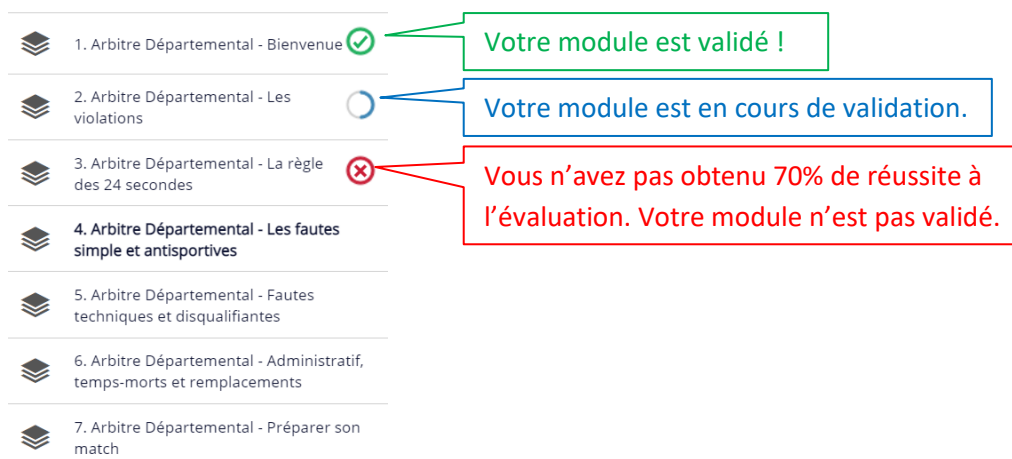 1. Arbitre Départemental - Bienvenue
Votre module est validé !
2. Arbitre Départemental - Les
violations
Votre module est en cours de validation.
3. Arbitre Départemental - La règle
des 24 secondes
Vous n’avez pas obtenu 70% de réussite à
l’évaluation. Votre module n’est pas validé.
4. Arbitre Départemental - Les fautes
simple et antisportives
5. Arbitre Départemental - Fautes
techniques et disqualifiantes
6. Arbitre Départemental - Administratif,
temps-morts et remplacements
7. Arbitre Départemental - Préparer son
match